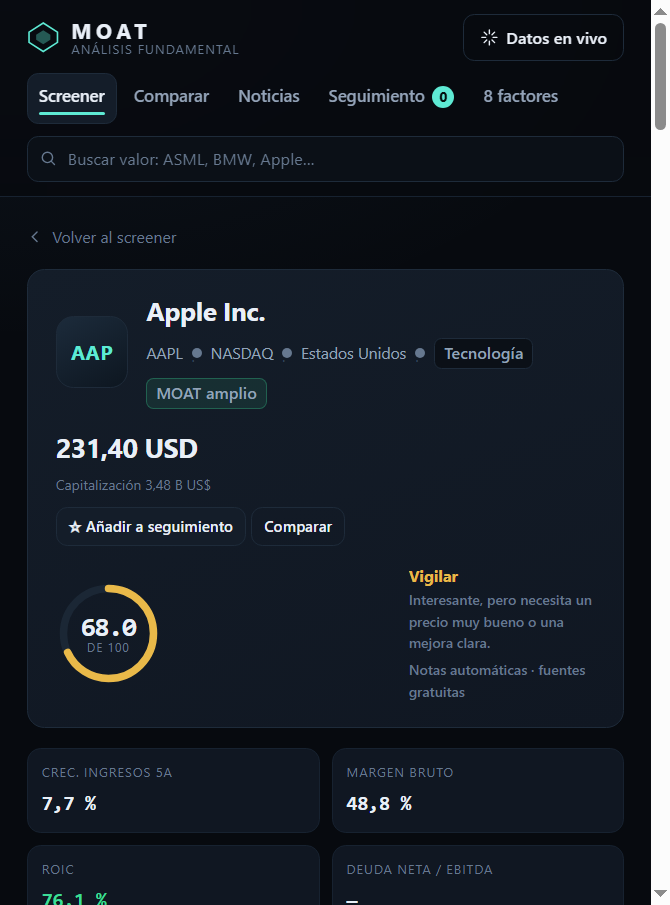 MOAT
ANÁLISIS FUNDAMENTAL
Datos en vivo
Screener
Comparar
Noticias
Seguimiento 0
8 factores
Buscar valor: ASML, BMW, Apple...
Volver al screener
AAP
Apple Inc.
AAPL NASDAQ Estados Unidos Tecnología
MOAT amplio
231,40 USD
Capitalización 3,48 B US$
☆ Añadir a seguimiento
Comparar
68.0
DE 100
Vigilar
Interesante, pero necesita un
precio muy bueno o una
mejora clara.
Notas automáticas · fuentes
gratuitas
CREC. INGRESOS 5A
7,7 %
MARGEN BRUTO
48,8 %
ROIC
76,1 %
DEUDA NETA / EBITDA
—